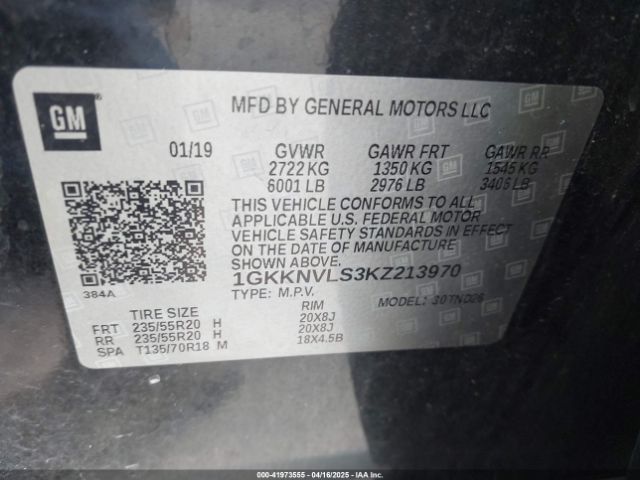 GM
MFD BY GENERAL MOTORS LLC
01/19 GVWR GAWR FRT GAWR RR
2722 KG 1350 KG 1545 KG
6001 LB 2976 LB 3406 LB
THIS VEHICLE CONFORMS TO ALL
APPLICABLE U.S. FEDERAL MOTOR
VEHICLE SAFETY STANDARDS IN EFFECT
ON THE DATE OF MANUFACTURE
SHOWN ABOVE.
1GKKNVLS3KZ213970
384A TYPE: M.P.V. MODEL:
TIRE SIZE RIM
FRT 235/55R20 H 20X8J
RR 235/55R20 H 20X8J
SPA T135/70R18 M 18X4.5B
000-41973555 - 04/16/2025 - IAA Holdings, LLC